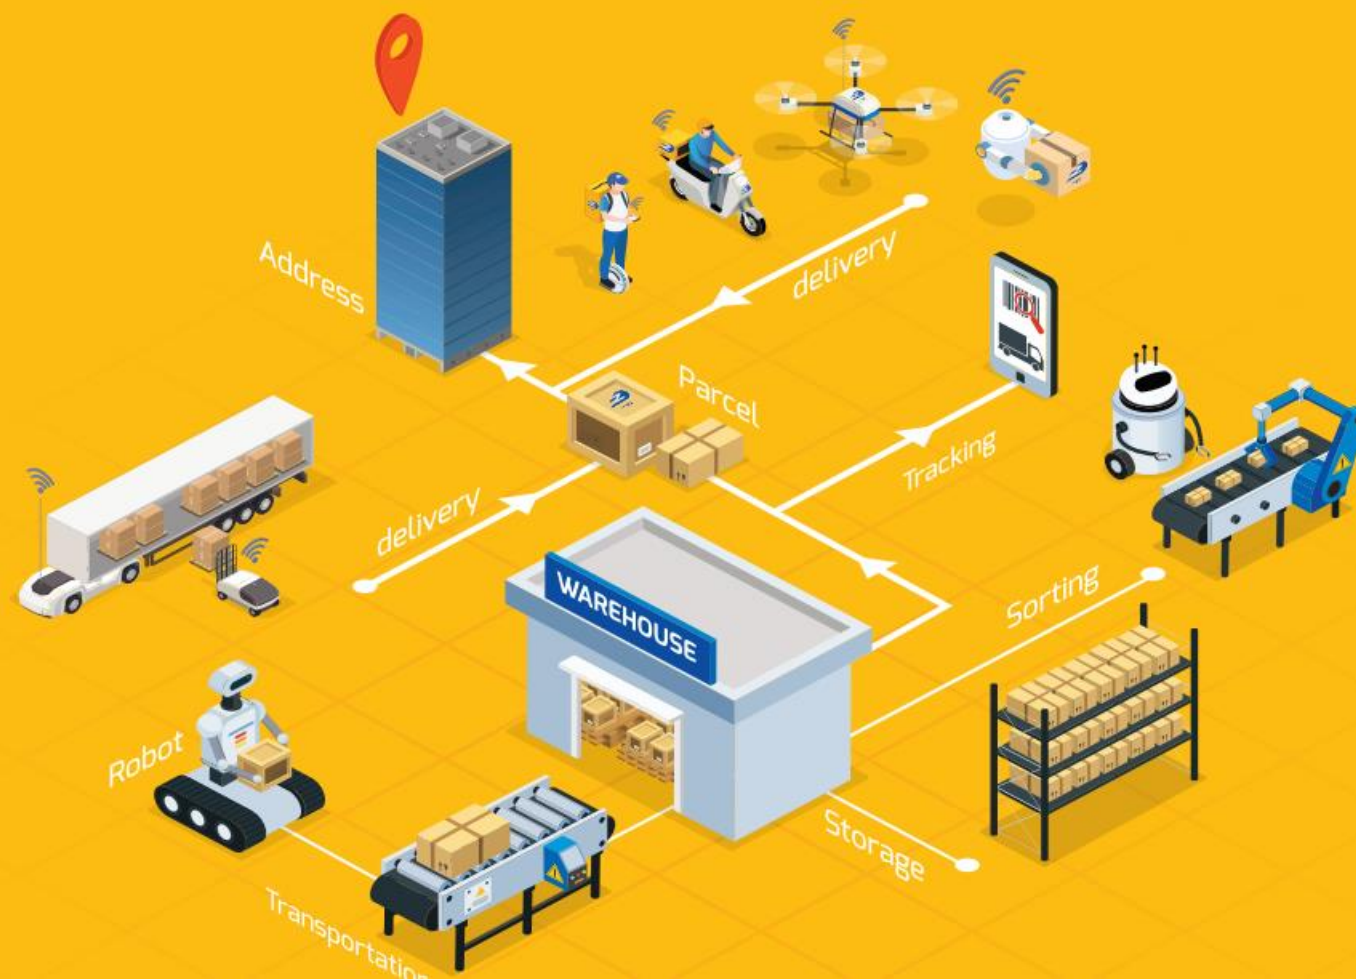 Address
delivery
Parcel
Tracking
delivery
Sorting
WAREHOUSE
Robot
Storage
Transportation